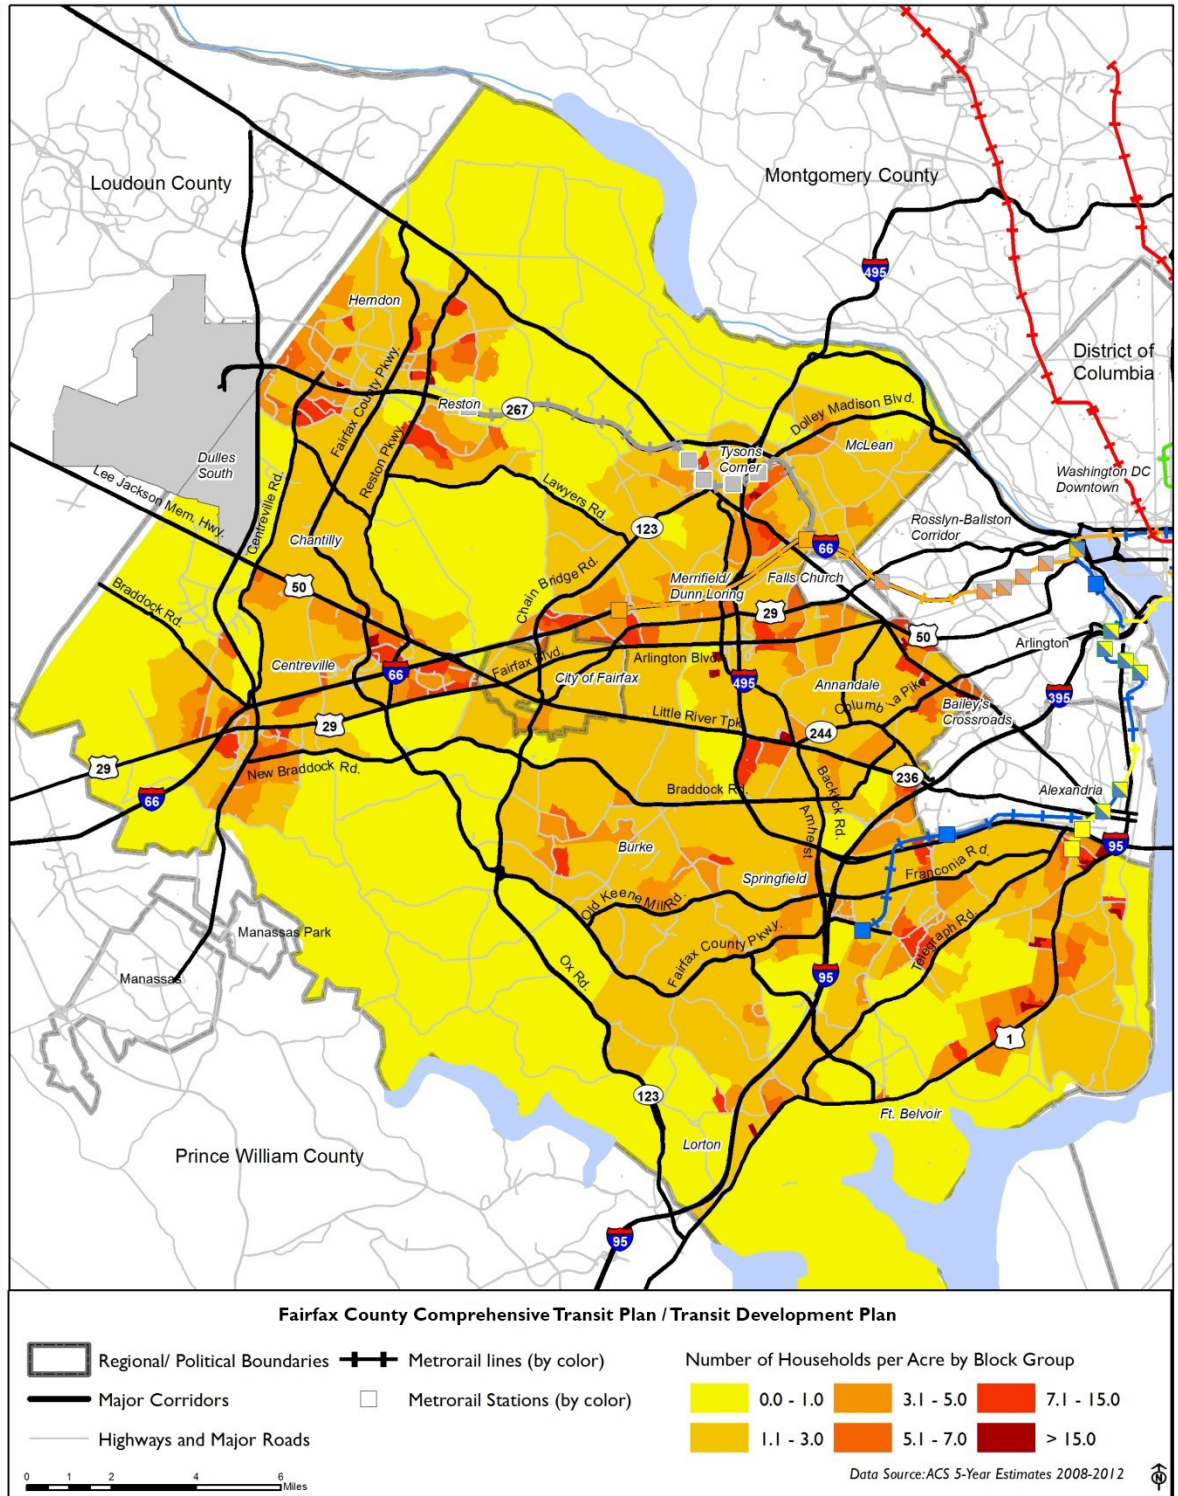 Loudoun County
Montgomery County
495
Herndon
District of
Columbia
Fairfax County Pkwy.
Reston
267
Dolley Madison Blvd.
McLean
Reston Pkwy.
Tysons
Corner
Dulles
South
Washington DC
Downtown
Lee Jackson Mem. Hwy.
Centreville Rd.
Lawyers Rd.
123
Rosslyn-Ballston
Corridor
Chantilly
66
50
Chain Bridge Rd.
Merrifield/
Dunn Loring
Falls Church
29
Braddock Rd.
50
Arlington
Centreville
66
Fairfax Blvd.
Arlington Blvd.
City of Fairfax
495
Annandale
Columbia Pike
395
Bailey's
Crossroads
29
Little River Tpk.
244
29
New Braddock Rd.
Braddock Rd.
Backlick Rd.
236
66
Alexandria
Amherst
Burke
95
Franconia Rd.
Springfield
Old Keene Mill Rd.
Telegraph Rd.
Manassas Park
Fairfax County Pkwy.
Manassas
Ox Rd.
95
1
123
Ft. Belvoir
Lorton
Prince William County
95
Fairfax County Comprehensive Transit Plan / Transit Development Plan
Regional/ Political Boundaries
Metrorail lines (by color)
Number of Households per Acre by Block Group
Major Corridors
Metrorail Stations (by color)
0.0 - 1.0
3.1 - 5.0
7.1 - 15.0
Highways and Major Roads
1.1 - 3.0
5.1 - 7.0
> 15.0
0 1 2 4 6
Miles
Data Source: ACS 5-Year Estimates 2008-2012